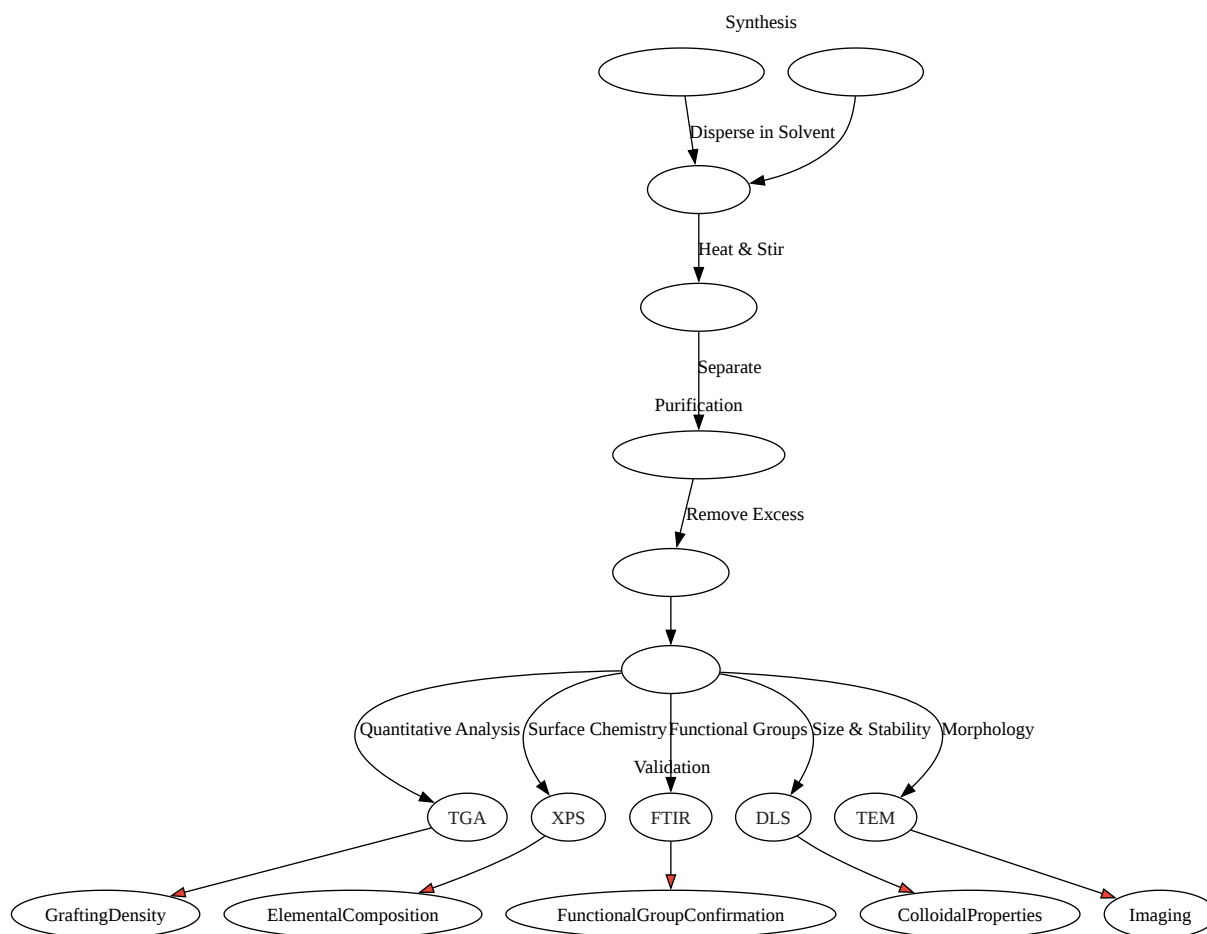 Synthesis
Disperse in Solvent
Heat & Stir
Separate
Purification
Remove Excess
Quantitative Analysis
Surface Chemistry
Functional Groups
Size & Stability
Morphology
Validation
TGA
XPS
FTIR
DLS
TEM
GraftingDensity
ElementalComposition
FunctionalGroupConfirmation
ColloidalProperties
Imaging